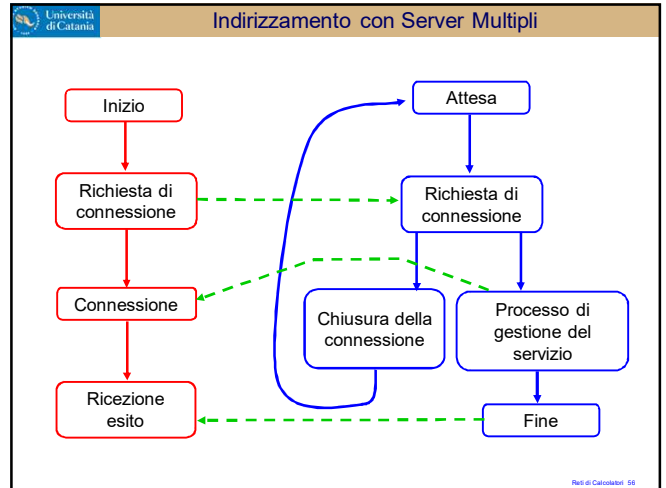 Università
di Catania
Indirizzamento con Server Multipli
Inizio
Attesa
Richiesta di
connessione
Richiesta di
connessione
Connessione
Chiusura della
connessione
Processo di
gestione del
servizio
Ricezione
esito
Fine
Reti di Calcolatori 56